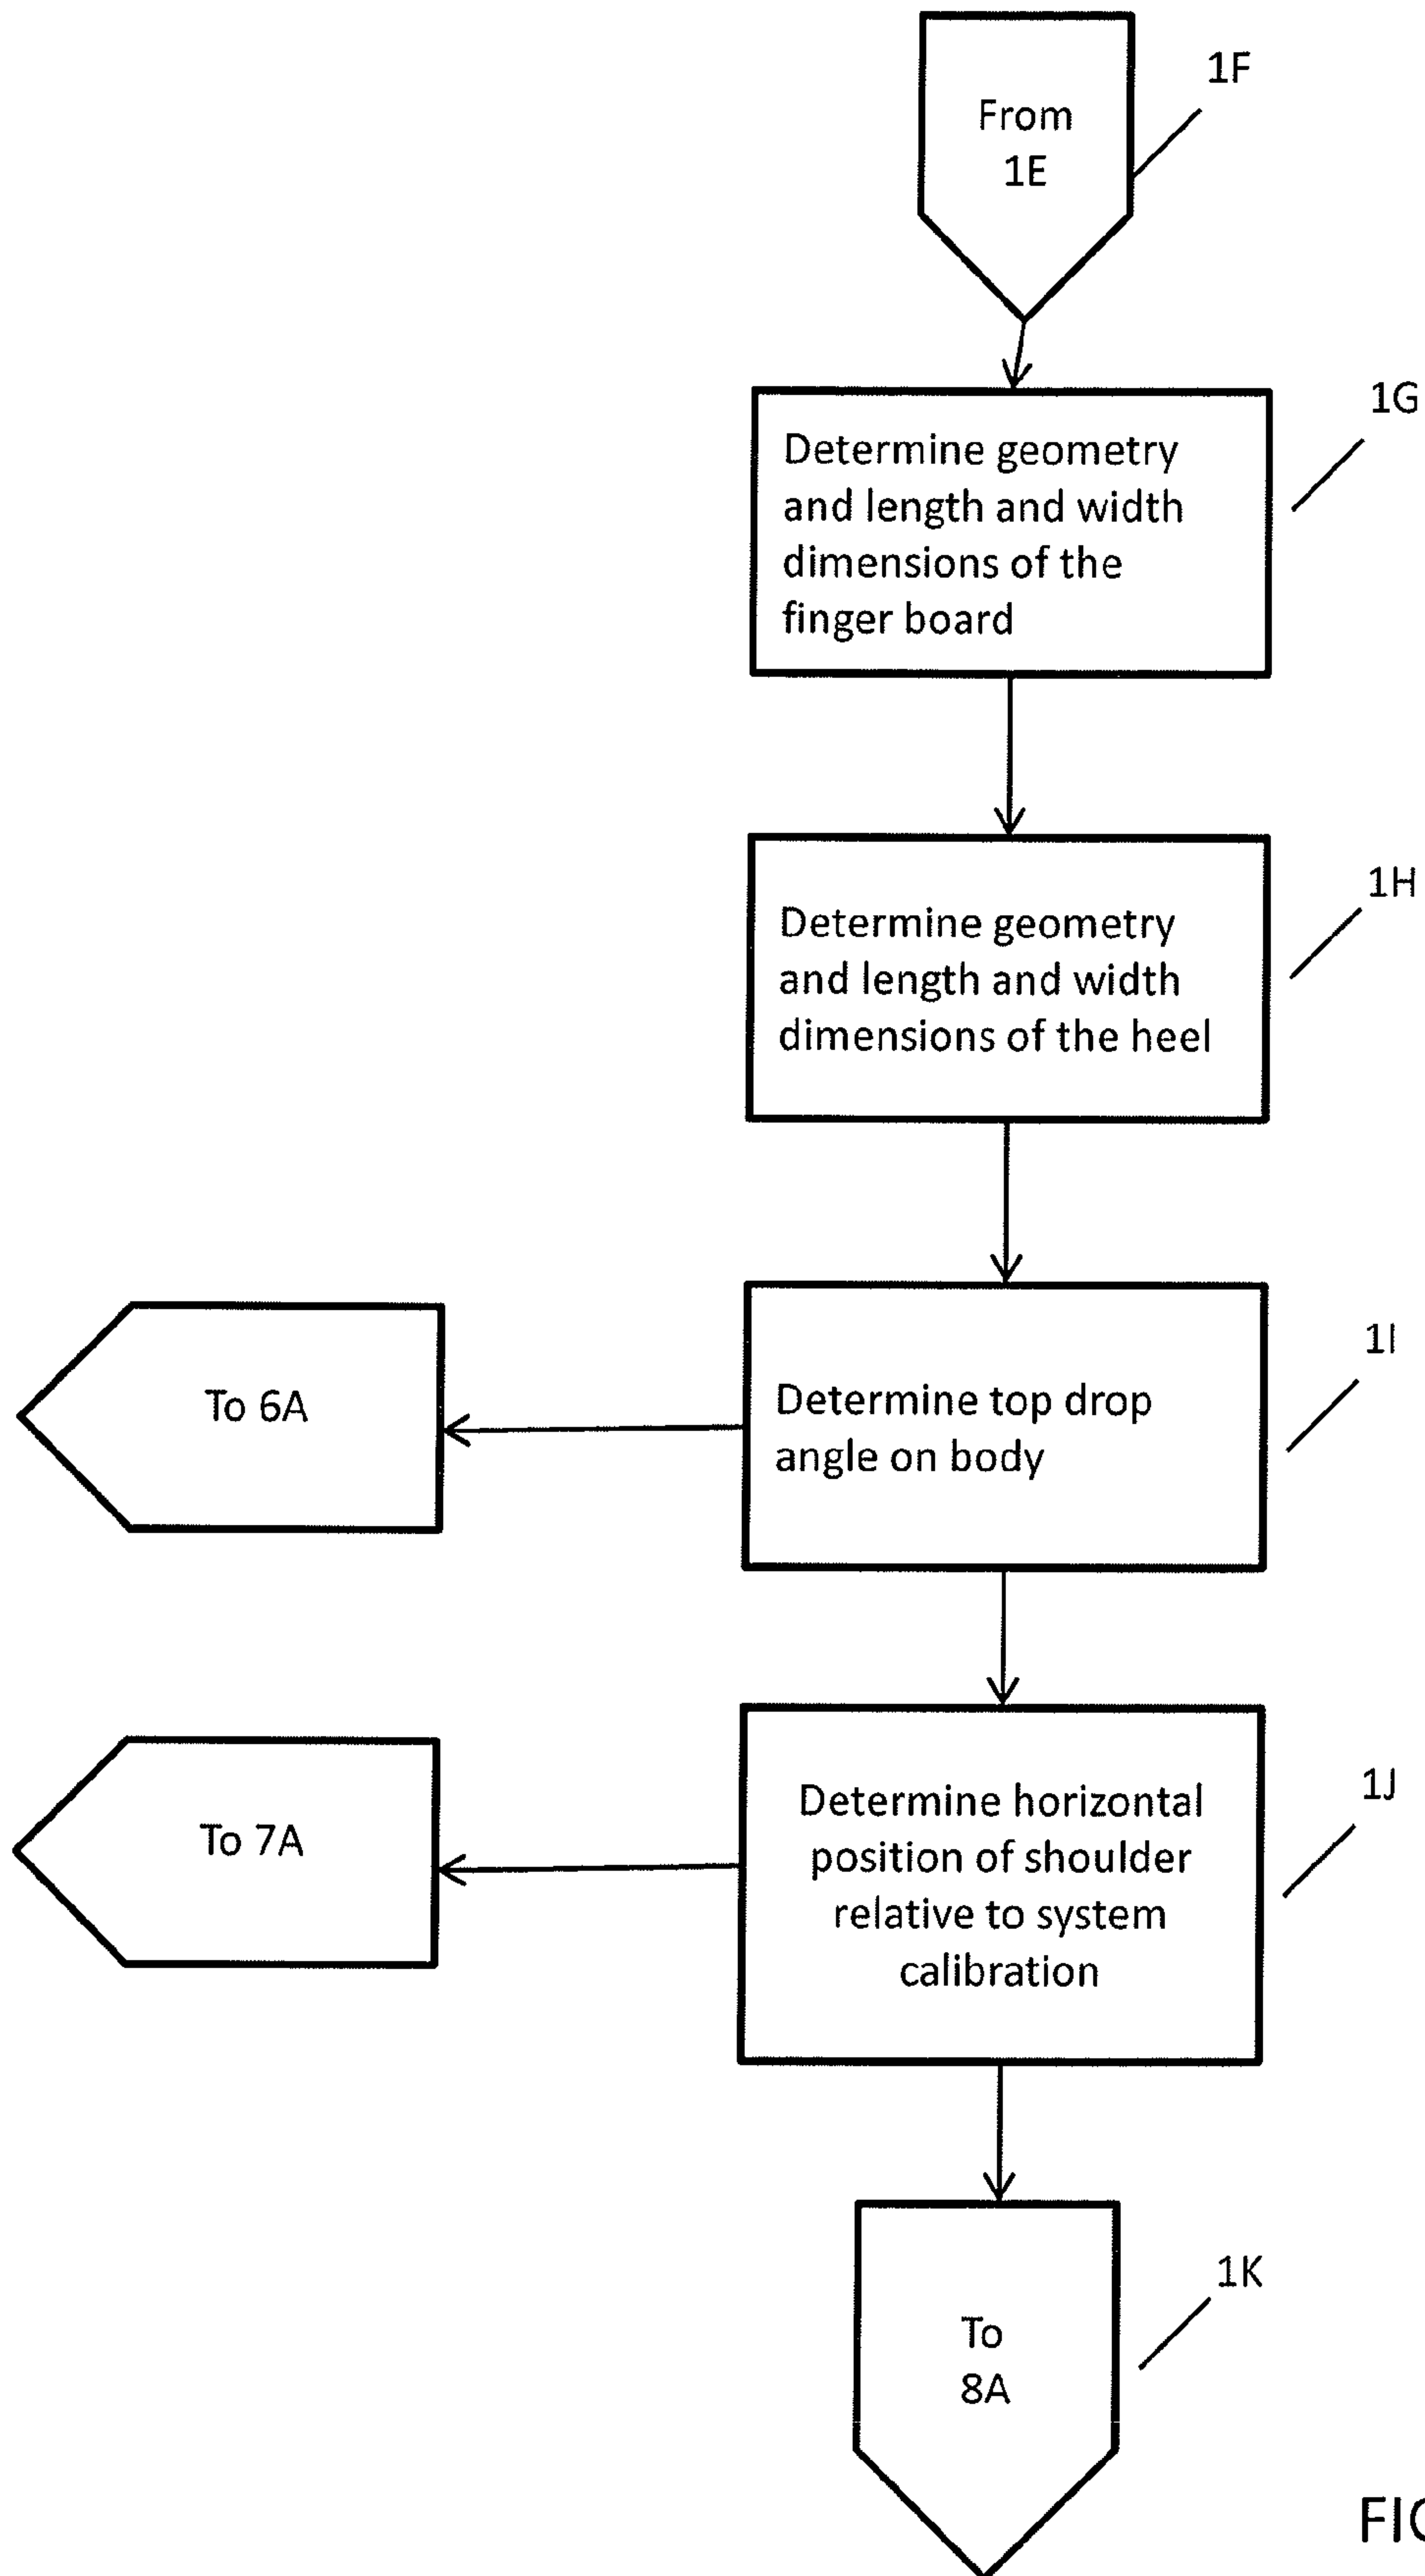 From
1E
1F
Determine geometry
and length and width
dimensions of the
finger board
1G
Determine geometry
and length and width
dimensions of the heel
1H
To 6A
Determine top drop
angle on body
1I
To 7A
Determine horizontal
position of shoulder
relative to system
calibration
1J
To
8A
1K